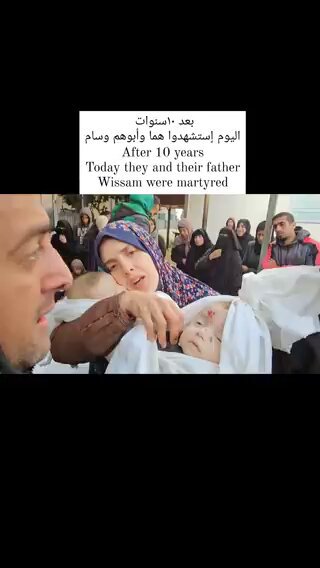 بعد ١٠سنوات
اليوم إستشهدوا هما وأبوهم وسام
After 10 years
Today they and their father
Wissam were martyred